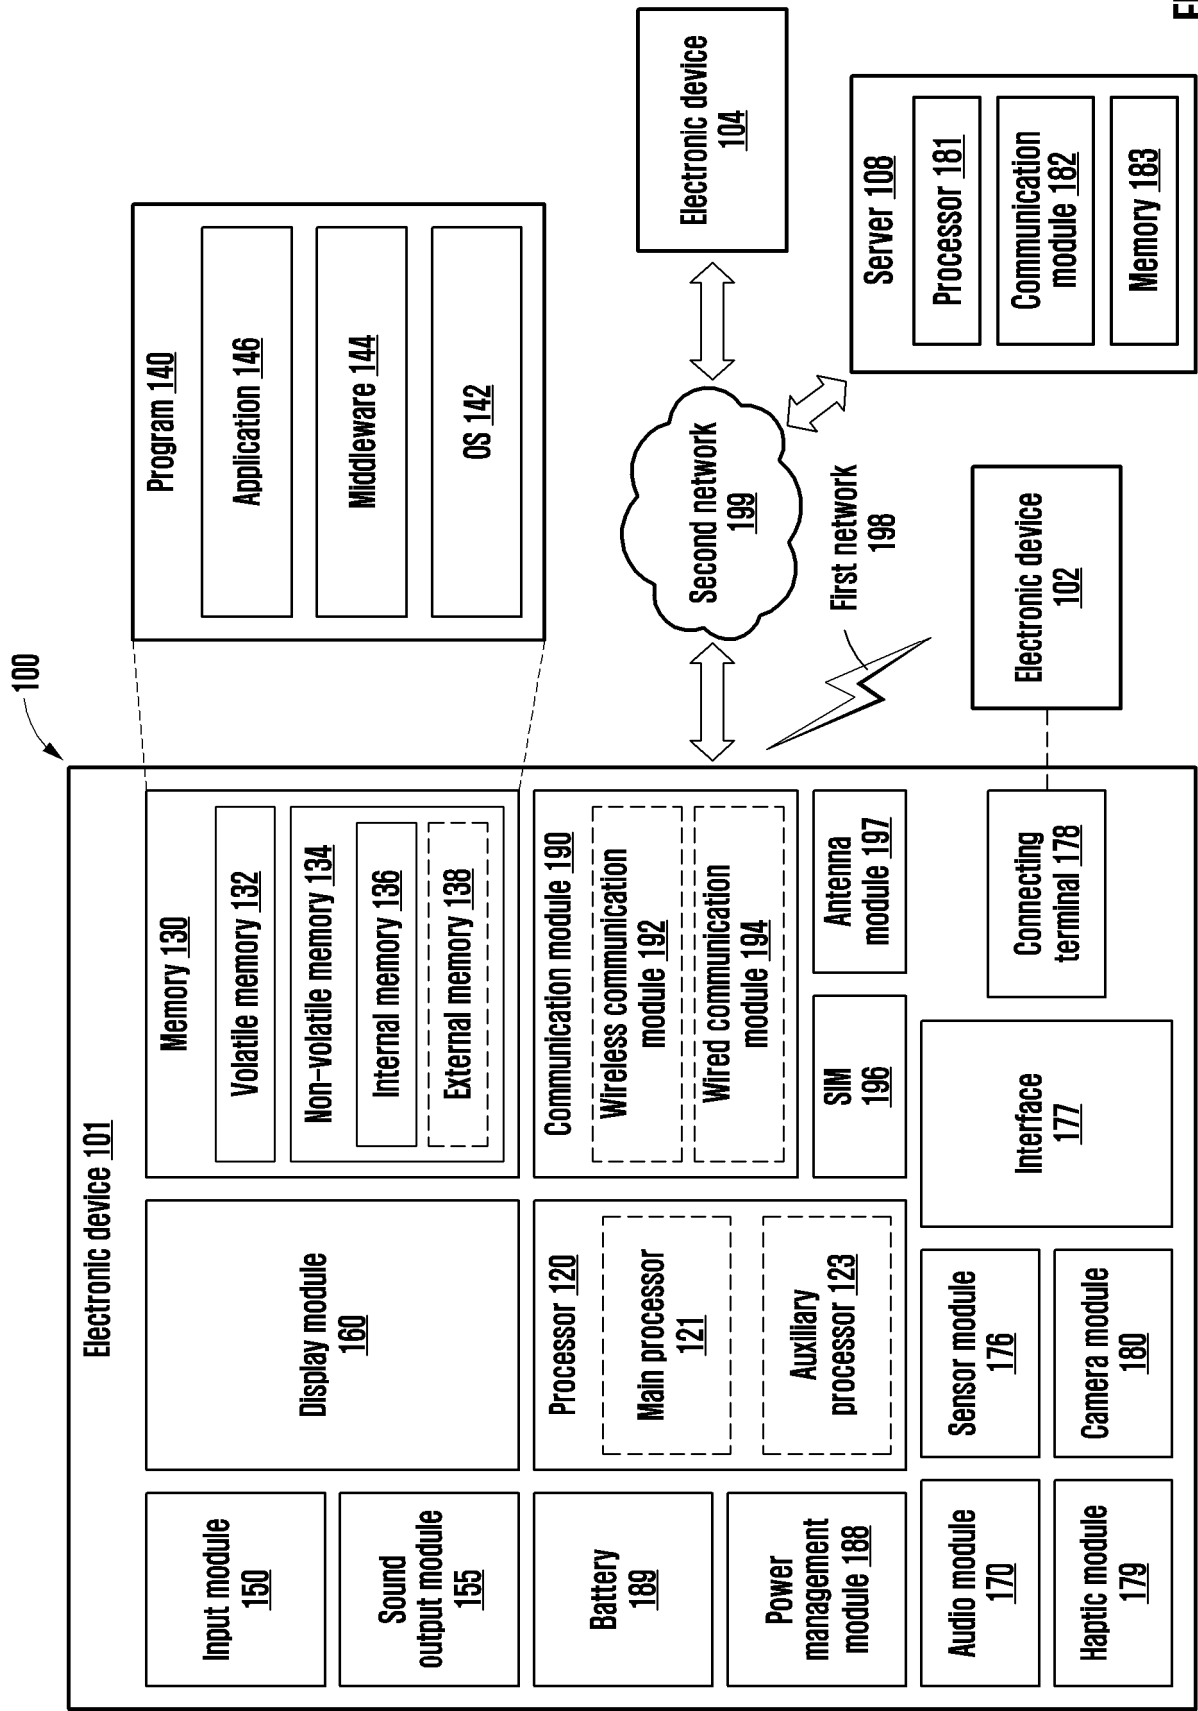 100
Electronic device 101
Input module
150
Sound
output module
155
Battery
189
Power
management
module 188
Audio module
170
Haptic module
179
Display module
160
Processor 120
Main processor
121
Auxiliary
processor 123
Sensor module
176
Camera module
180
Memory 130
Volatile memory 132
Non-volatile memory 134
Internal memory 136
External memory 138
Communication module 190
Wireless communication
module 192
Wired communication
module 194
SIM
196
Antenna
module 197
Interface
177
Connecting
terminal 178
Program 140
Application 146
Middleware 144
OS 142
Second network
199
First network
198
Electronic device
102
Electronic device
104
Server 108
Processor 181
Communication
module 182
Memory 183